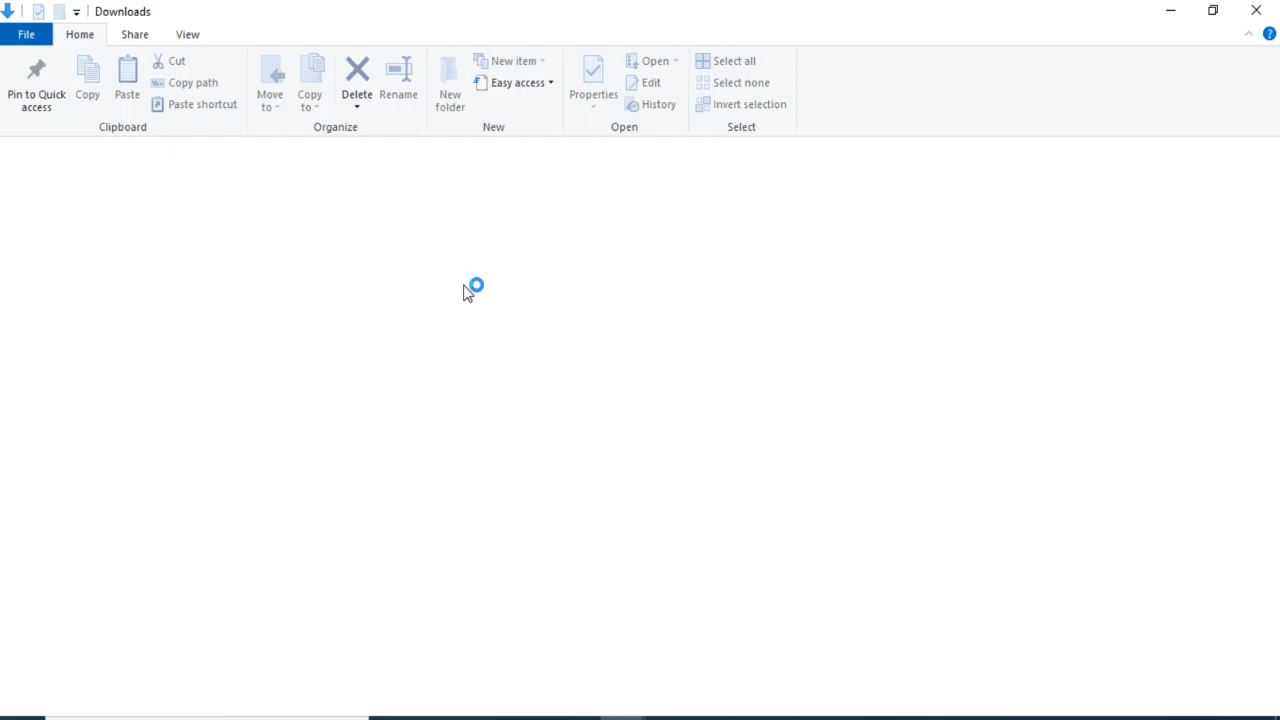 Downloads
File Home Share View
Pin to Quick access
Copy
Paste
Cut
Copy path
Paste shortcut
Clipboard
Move to
Copy to
Delete
Rename
Organize
New folder
New item
Easy access
New
Properties
Open
Edit
History
Open
Select all
Select none
Invert selection
Select